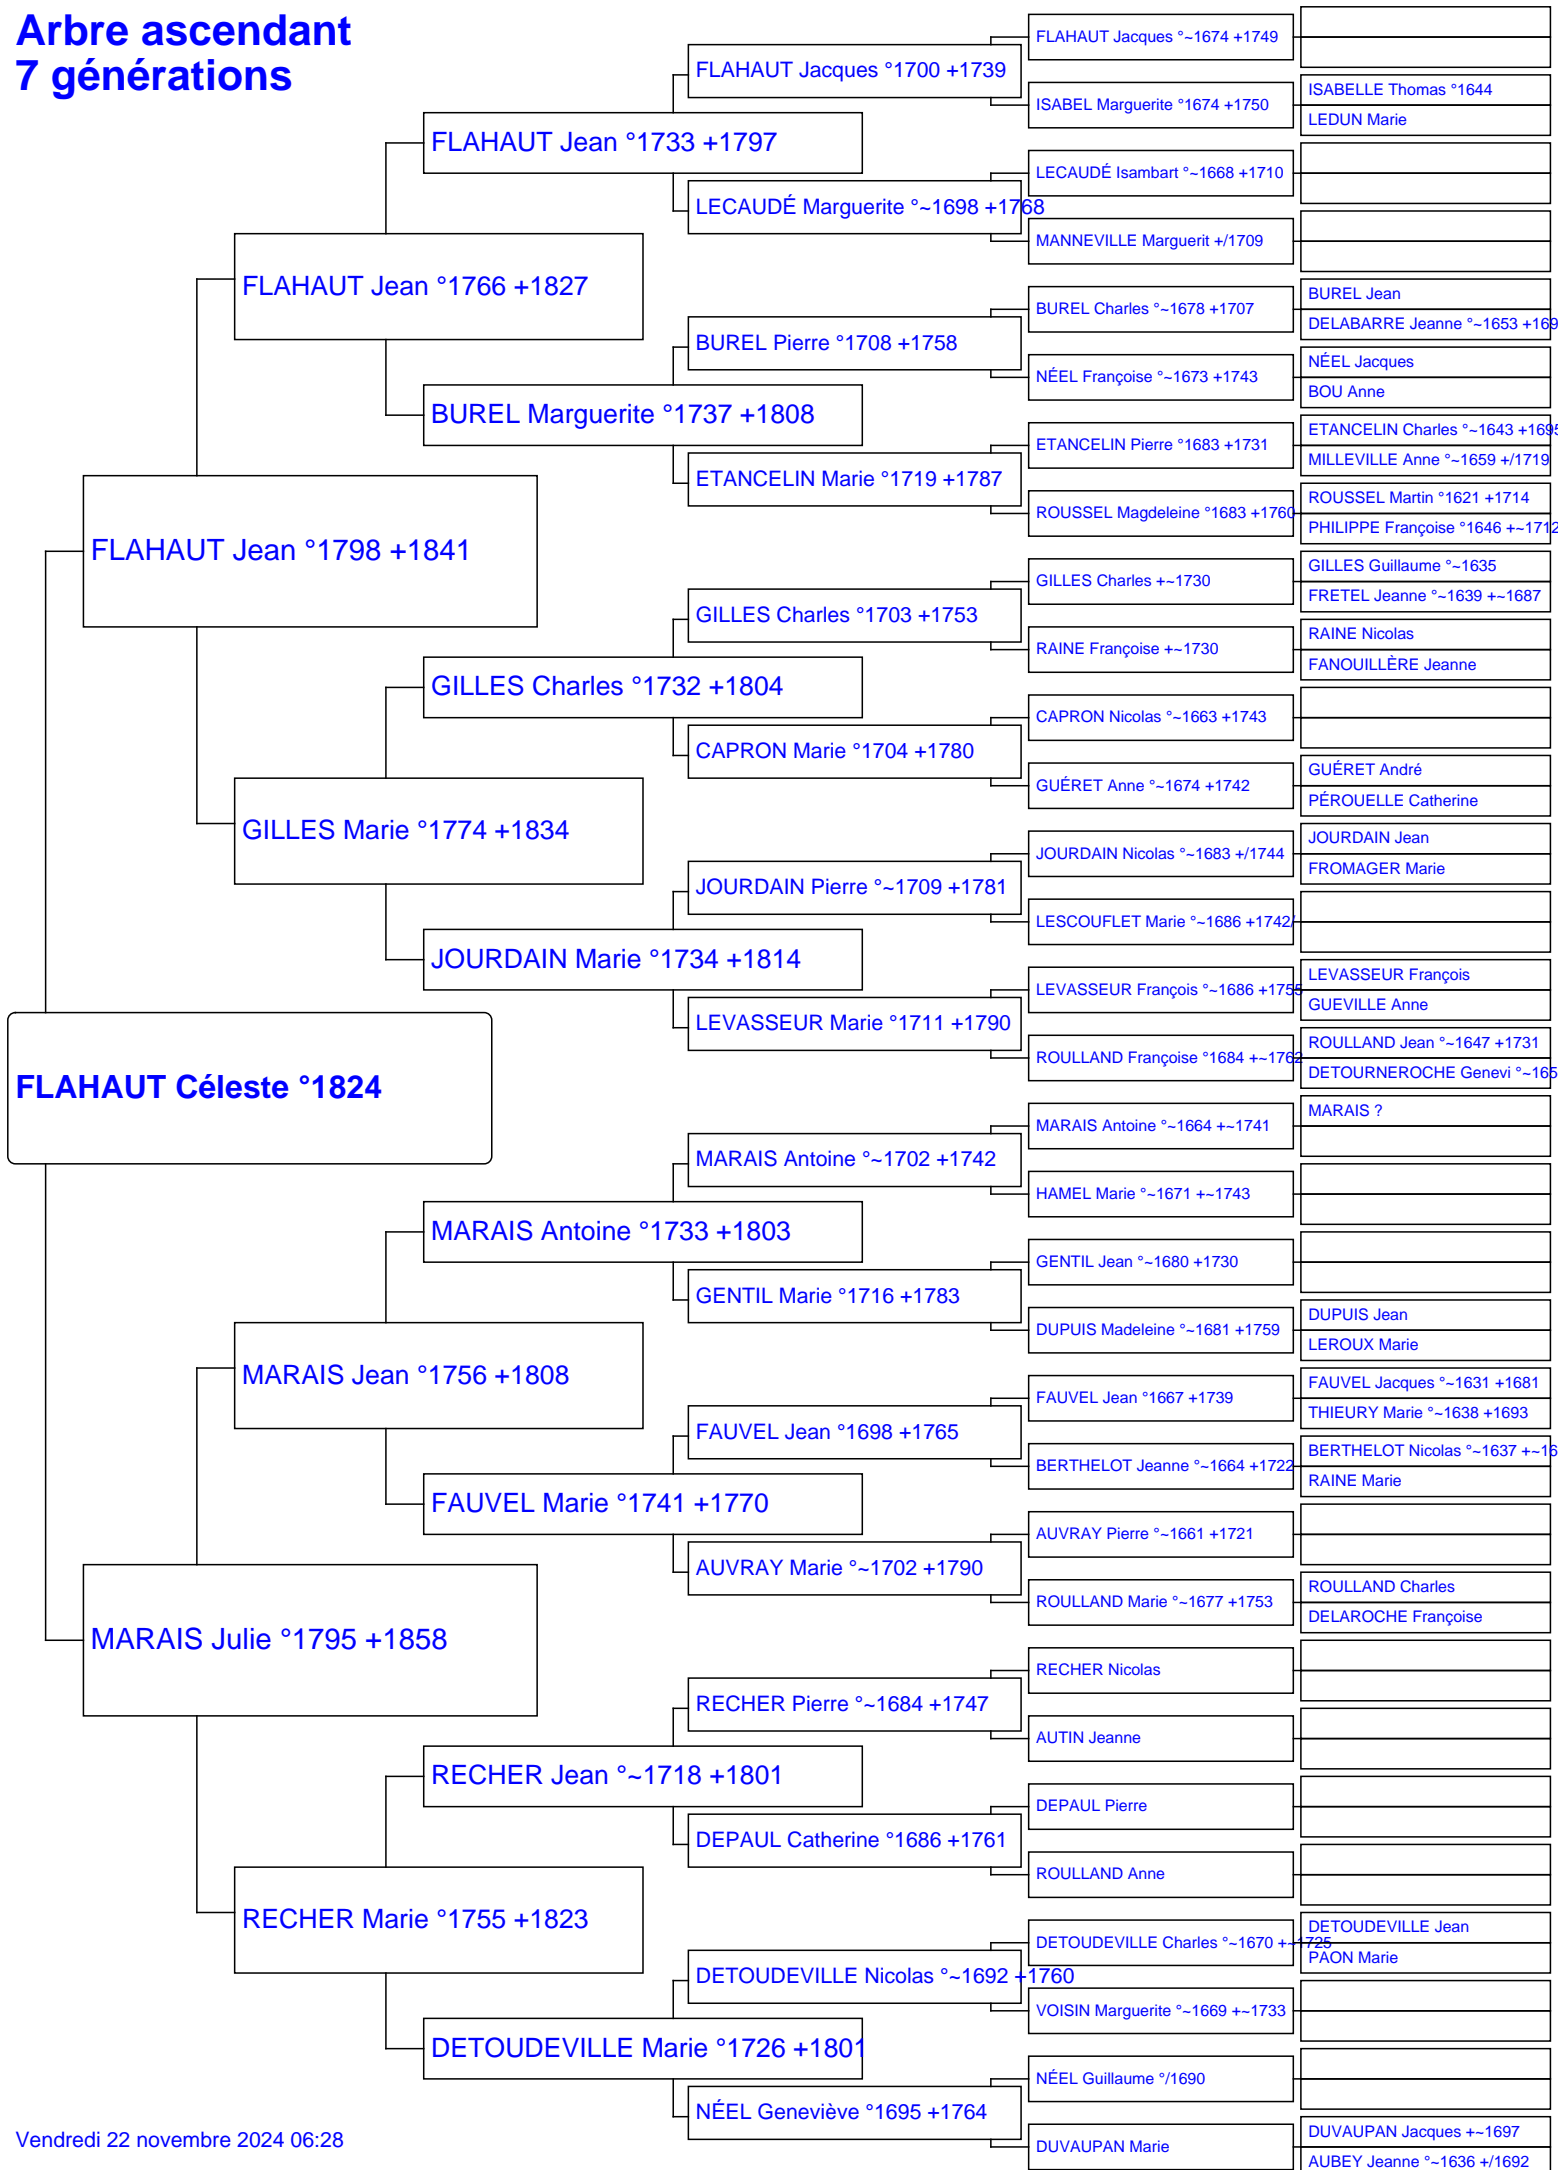 Arbre ascendant
7 générations
FLAHAUT Céleste °1824
FLAHAUT Jean °1798 +1841
MARAIS Julie °1795 +1858
FLAHAUT Jean °1766 +1827
GILLES Marie °1774 +1834
MARAIS Jean °1756 +1808
RECHER Marie °1755 +1823
FLAHAUT Jean °1733 +1797
BUREL Marguerite °1737 +1808
GILLES Charles °1732 +1804
JOURDAIN Marie °1734 +1814
MARAIS Antoine °1733 +1803
FAUVEL Marie °1741 +1770
RECHER Jean °~1718 +1801
DETOUDEVILLE Marie °1726 +1801
FLAHAUT Jacques °1700 +1739
LECAUDÉ Marguerite °~1698 +1768
BUREL Pierre °1708 +1758
ETANCELIN Marie °1719 +1787
GILLES Charles °1703 +1753
CAPRON Marie °1704 +1780
JOURDAIN Pierre °~1709 +1781
LEVASSEUR Marie °1711 +1790
MARAIS Antoine °~1702 +1742
GENTIL Marie °1716 +1783
FAUVEL Jean °1698 +1765
AUVRAY Marie °~1702 +1790
RECHER Pierre °~1684 +1747
DEPAUL Catherine °1686 +1761
DETOUDEVILLE Nicolas °~1692 +1760
NÉEL Geneviève °1695 +1764
FLAHAUT Jacques °~1674 +1749
ISABEL Marguerite °1674 +1750
LECAUDÉ Isambart °~1668 +1710
MANNEVILLE Marguerit +/1709
BUREL Charles °~1678 +1707
NÉEL Françoise °~1673 +1743
ETANCELIN Pierre °1683 +1731
ROUSSEL Magdeleine °1683 +1760
GILLES Charles +~1730
RAINE Françoise +~1730
CAPRON Nicolas °~1663 +1743
GUÉRET Anne °~1674 +1742
JOURDAIN Nicolas °~1683 +/1744
LESCOUFLET Marie °~1686 +1742/
LEVASSEUR François °~1686 +1755
ROULLAND Françoise °1684 +~1762
MARAIS Antoine °~1664 +~1741
HAMEL Marie °~1671 +~1743
GENTIL Jean °~1680 +1730
DUPUIS Madeleine °~1681 +1759
FAUVEL Jean °1667 +1739
BERTHELOT Jeanne °~1664 +1722
AUVRAY Pierre °~1661 +1721
ROULLAND Marie °~1677 +1753
RECHER Nicolas
AUTIN Jeanne
DEPAUL Pierre
ROULLAND Anne
DETOUDEVILLE Charles °~1670 +~1725
VOISIN Marguerite °~1669 +~1733
NÉEL Guillaume °/1690
DUVAUPAN Marie
ISABELLE Thomas °1644
LEDUN Marie
BUREL Jean
DELABARRE Jeanne °~1653 +169
NÉEL Jacques
BOU Anne
ETANCELIN Charles °~1643 +1695
MILLEVILLE Anne °~1659 +/1719
ROUSSEL Martin °1621 +1714
PHILIPPE Françoise °1646 +~1712
GILLES Guillaume °~1635
FRETEL Jeanne °~1639 +~1687
RAINE Nicolas
FANOUILLÈRE Jeanne
GUÉRET André
PÉROUELLE Catherine
JOURDAIN Jean
FROMAGER Marie
LEVASSEUR François
GUEVILLE Anne
ROULLAND Jean °~1647 +1731
DETOURNEROCHE Genevi °~165
MARAIS ?
DUPUIS Jean
LEROUX Marie
FAUVEL Jacques °~1631 +1681
THIEURY Marie °~1638 +1693
BERTHELOT Nicolas °~1637 +~16
RAINE Marie
ROULLAND Charles
DELAROCHE Françoise
DETOUDEVILLE Jean
PAON Marie
DUVAUPAN Jacques +~1697
AUBEY Jeanne °~1636 +/1692
Vendredi 22 novembre 2024 06:28